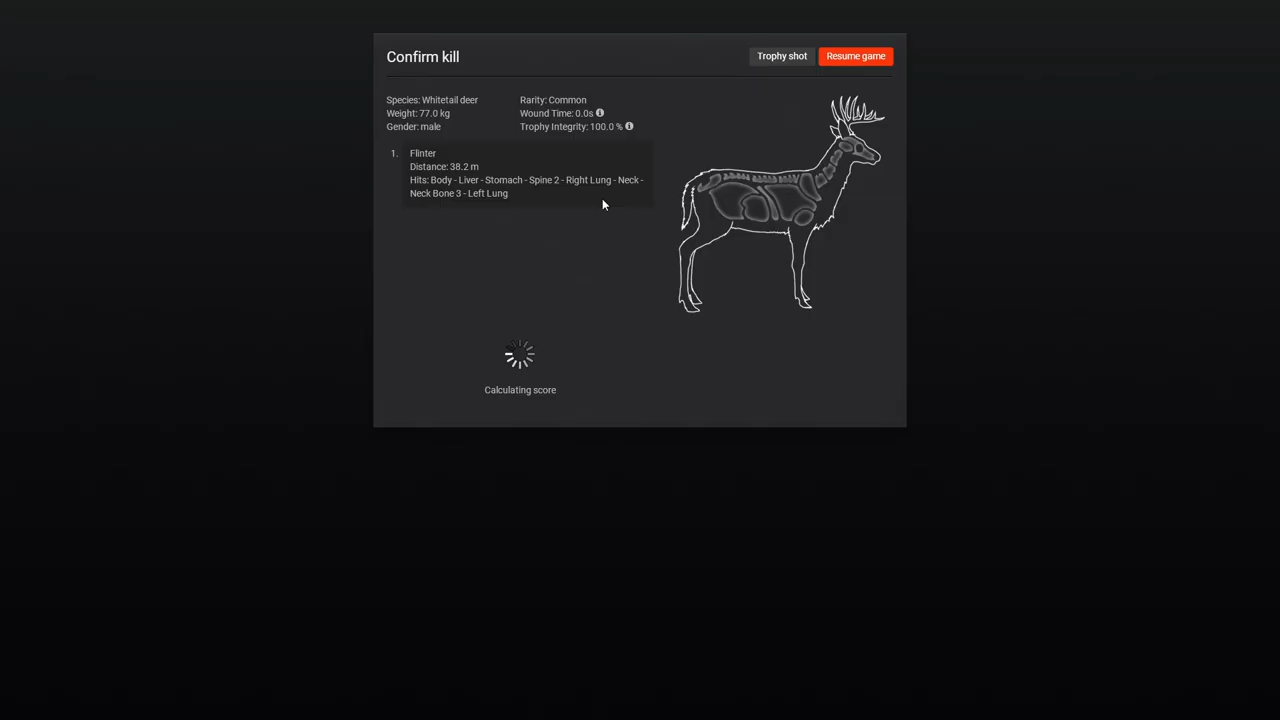 Confirm kill
Trophy shot
Resume game
Species: Whitetail deer
Weight: 77.0 kg
Gender: male
Rarity: Common
Wound Time: 0.0s
Trophy Integrity: 100.0 %
1.
Flinter
Distance: 38.2 m
Hits: Body - Liver - Stomach - Spine 2 - Right Lung - Neck -
Neck Bone 3 - Left Lung
Calculating score